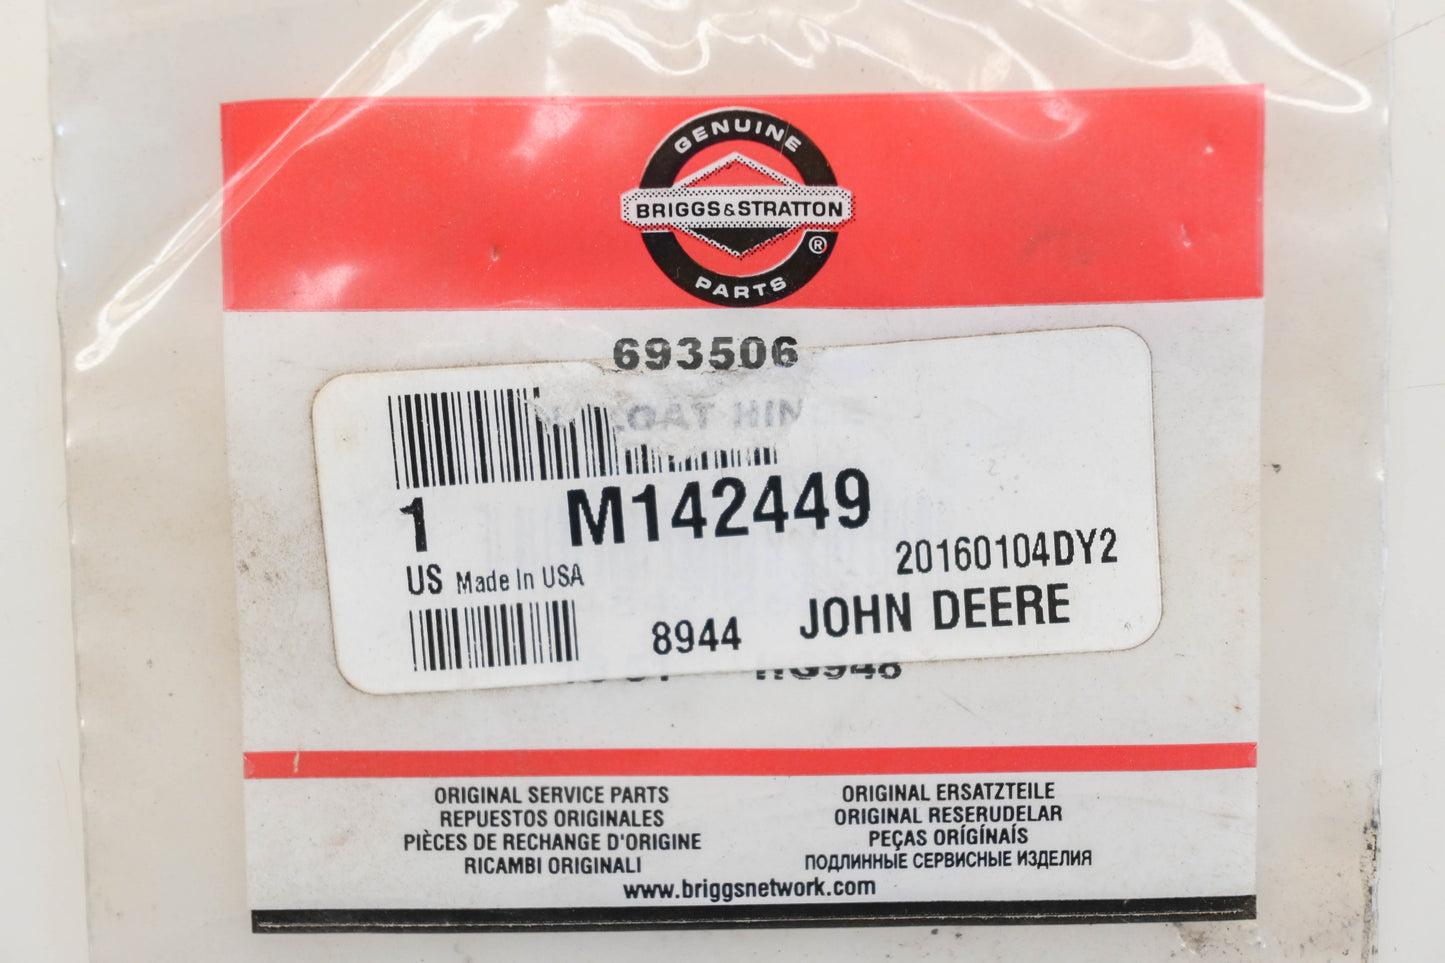 GENUINE
BRIGGS & STRATTON
®
PARTS
693506
1 M142449
20160104DY2
US Made In USA
8944 JOHN DEERE
ORIGINAL SERVICE PARTS
REPUESTOS ORIGINALES
PIÈCES DE RECHANGE D'ORIGINE
RICAMBI ORIGINALI
ORIGINAL ERSATZTEILE
ORIGINAL RESERUDELAR
PEÇAS ORÍGÍNAÍS
ПОДЛИННЫЕ СЕРВИСНЫЕ ИЗДЕЛИЯ
www.briggsnetwork.com